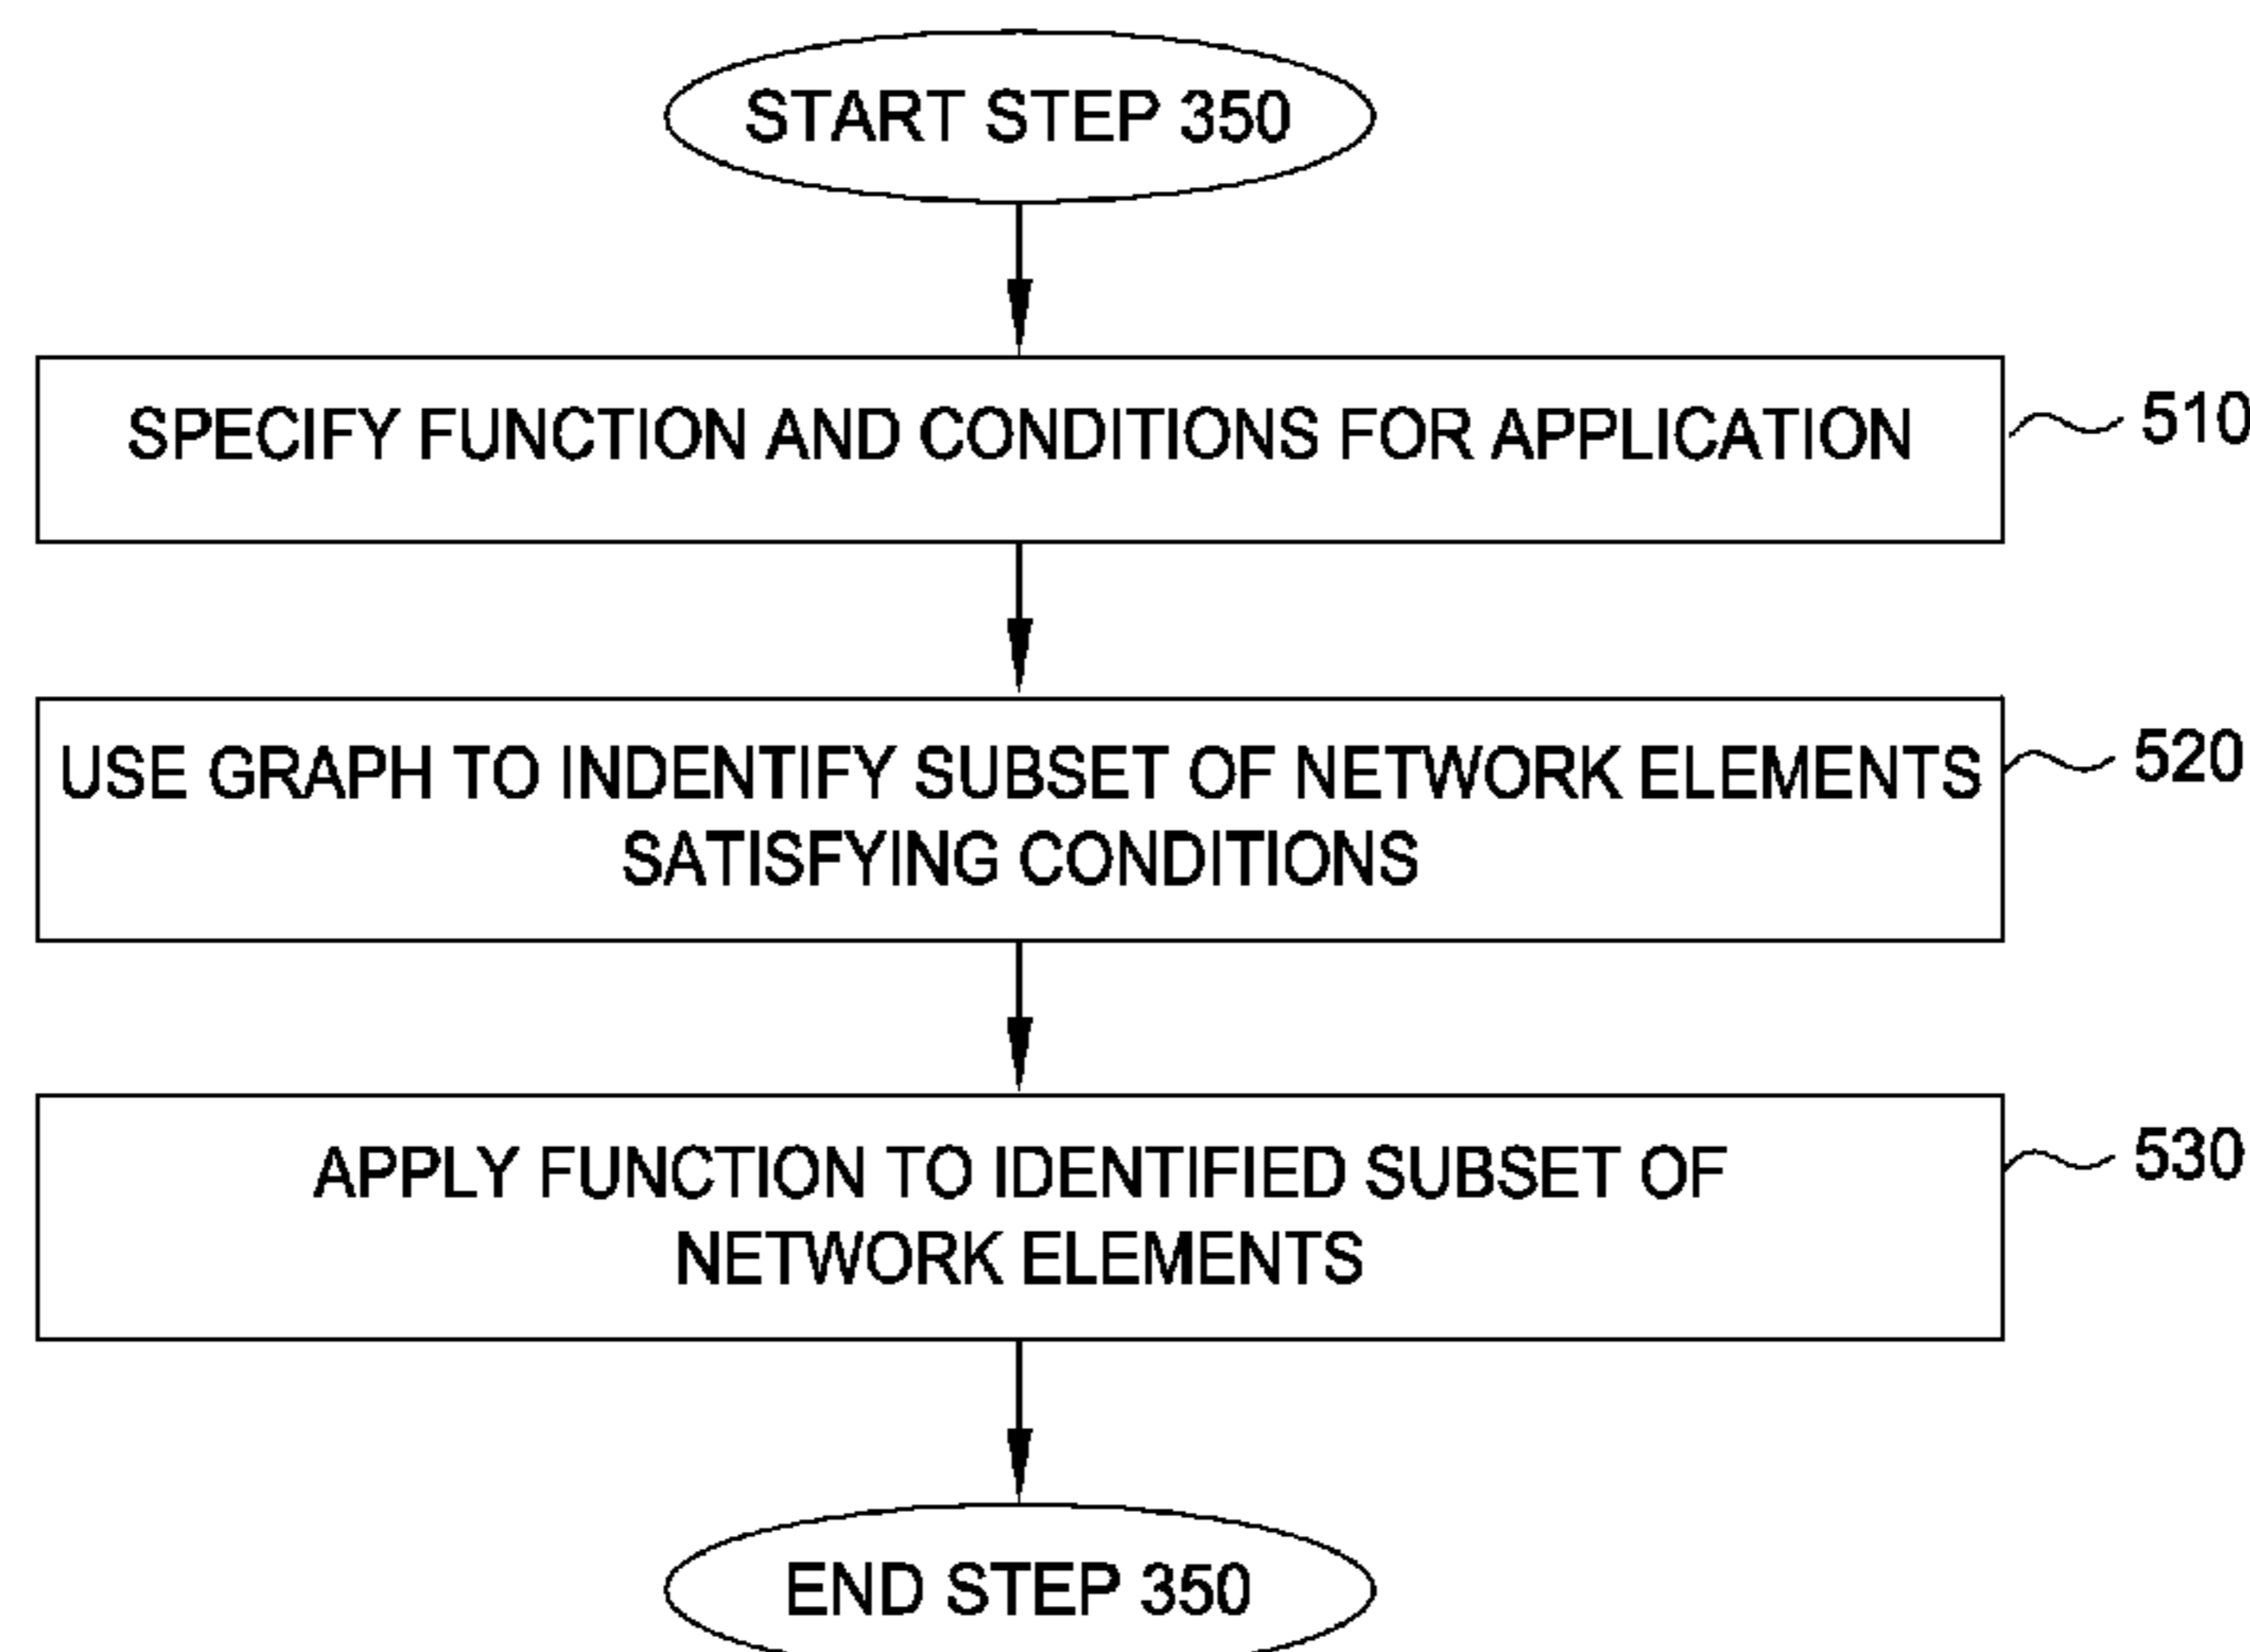 START STEP 350
SPECIFY FUNCTION AND CONDITIONS FOR APPLICATION
510
USE GRAPH TO INDENTIFY SUBSET OF NETWORK ELEMENTS
SATISFYING CONDITIONS
520
APPLY FUNCTION TO IDENTIFIED SUBSET OF
NETWORK ELEMENTS
530
END STEP 350